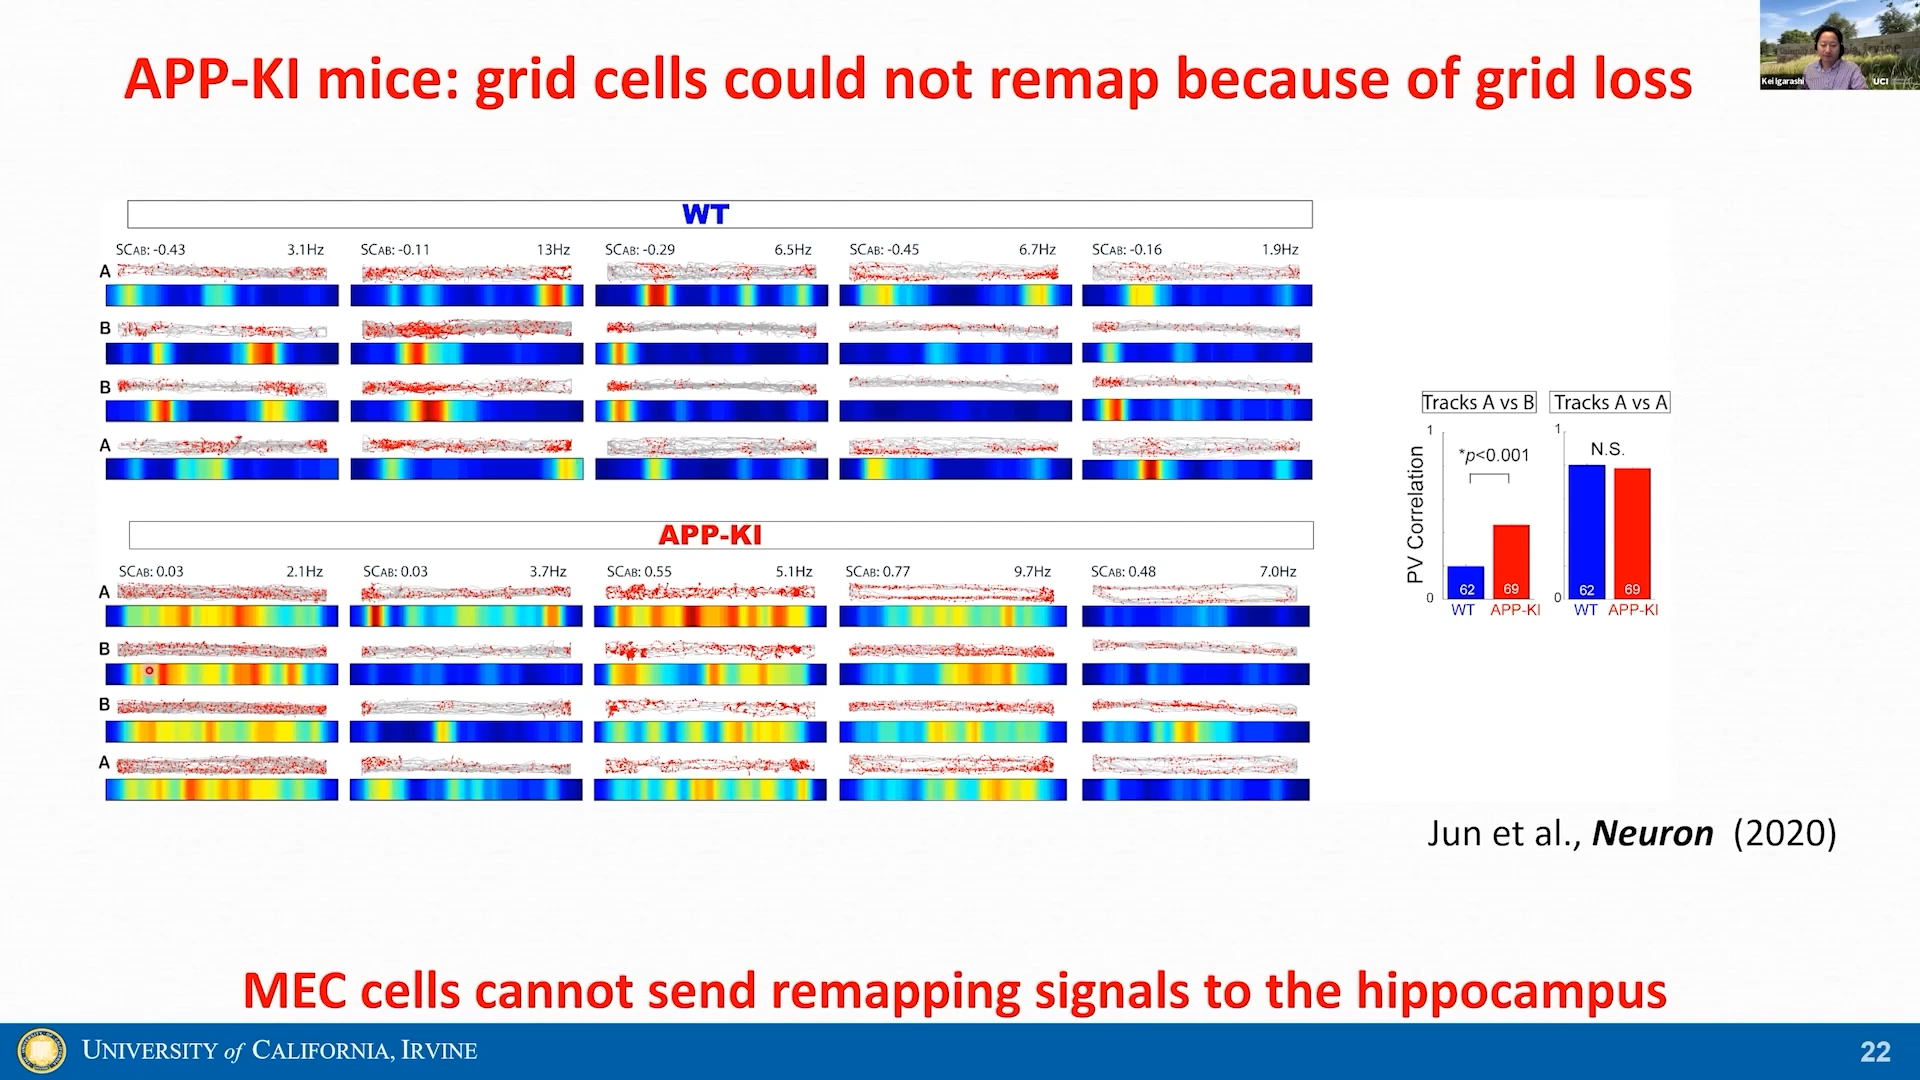 APP-KI mice: grid cells could not remap because of grid loss
Kei Igarashi
UCI
WT
SCAB: -0.43 3.1Hz SCAB: -0.11 13Hz SCAB: -0.29 6.5Hz SCAB: -0.45 6.7Hz SCAB: -0.16 1.9Hz
A
B
B
A
APP-KI
SCAB: 0.03 2.1Hz SCAB: 0.03 3.7Hz SCAB: 0.55 5.1Hz SCAB: 0.77 9.7Hz SCAB: 0.48 7.0Hz
A
B
B
A
Tracks A vs B Tracks A vs A
PV Correlation
1
*p<0.001
0
62 69
WT APP-KI
1
N.S.
0
62 69
WT APP-KI
Jun et al., Neuron (2020)
MEC cells cannot send remapping signals to the hippocampus
UNIVERSITY of CALIFORNIA, IRVINE
22